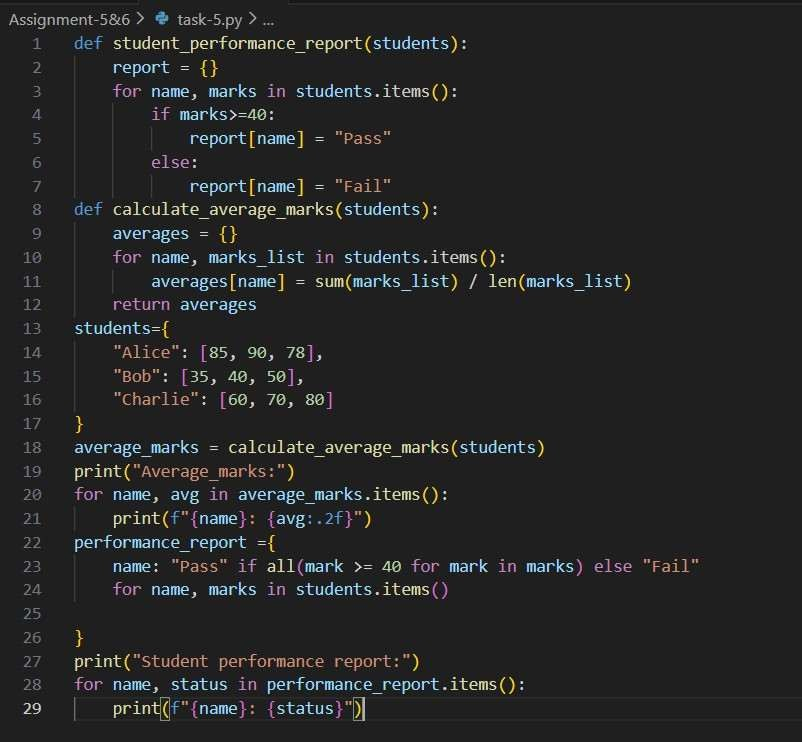 Assignment-5&6 > task-5.py > ...
1 def student_performance_report(students):
2     report = {}
3     for name, marks in students.items():
4         if marks>=40:
5             report[name] = "Pass"
6         else:
7             report[name] = "Fail"
8 def calculate_average_marks(students):
9     averages = {}
10     for name, marks_list in students.items():
11         averages[name] = sum(marks_list) / len(marks_list)
12     return averages
13 students={
14     "Alice": [85, 90, 78],
15     "Bob": [35, 40, 50],
16     "Charlie": [60, 70, 80]
17 }
18 average_marks = calculate_average_marks(students)
19 print("Average_marks:")
20 for name, avg in average_marks.items():
21     print(f"{name}: {avg:.2f}")
22 performance_report ={
23     name: "Pass" if all(mark >= 40 for mark in marks) else "Fail"
24     for name, marks in students.items()
25
26 }
27 print("Student performance report:")
28 for name, status in performance_report.items():
29     print(f"{name}: {status}")